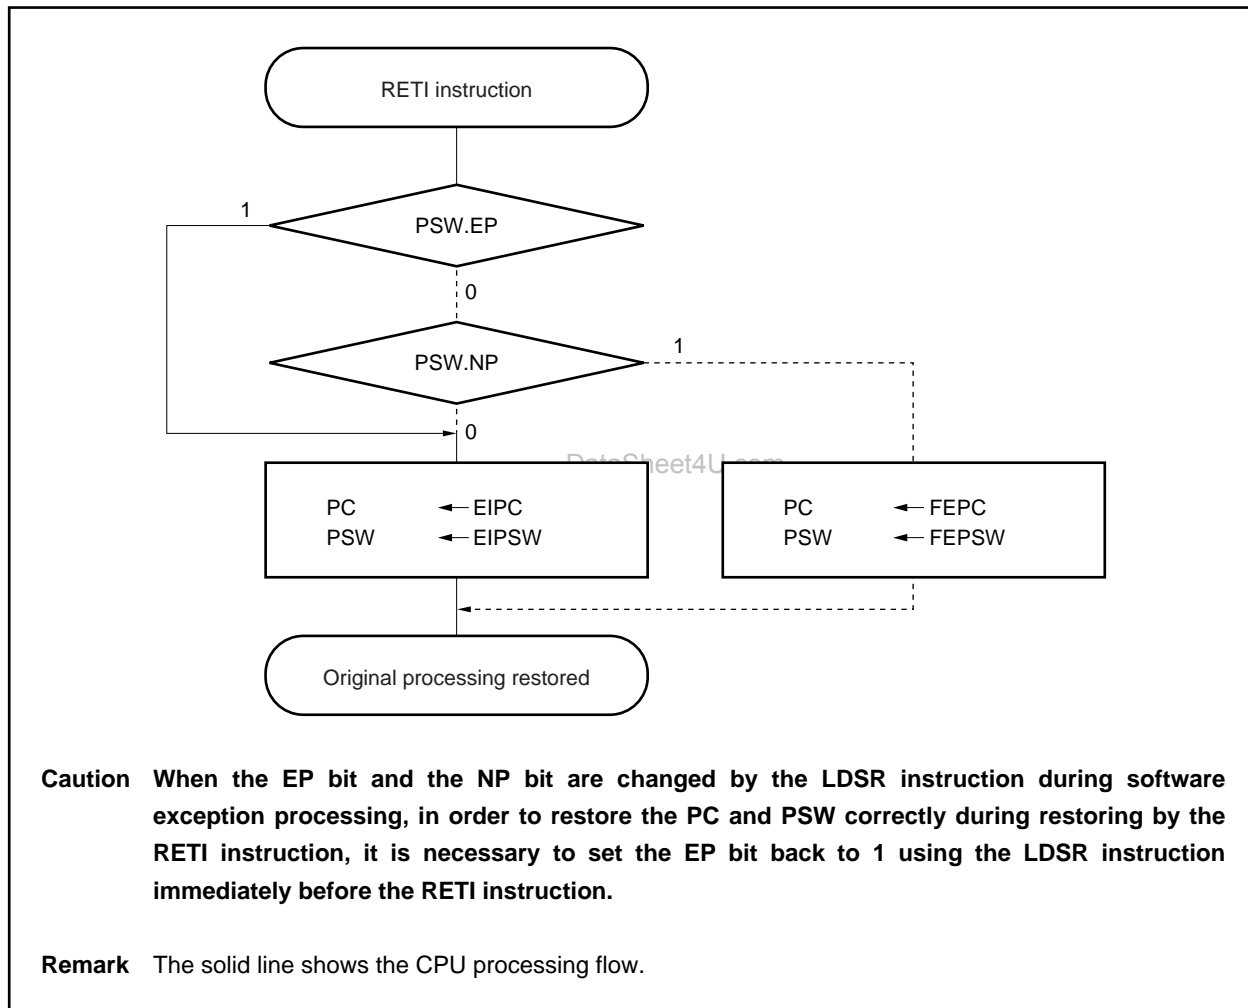 RETI instruction
1
PSW.EP
0
1
PSW.NP
0
DataSheet4U.com
PC ← EIPC
PSW ← EIPSW
PC ← FEPC
PSW ← FEPSW
Original processing restored
Caution When the EP bit and the NP bit are changed by the LDSR instruction during software
exception processing, in order to restore the PC and PSW correctly during restoring by the
RETI instruction, it is necessary to set the EP bit back to 1 using the LDSR instruction
immediately before the RETI instruction.
Remark The solid line shows the CPU processing flow.